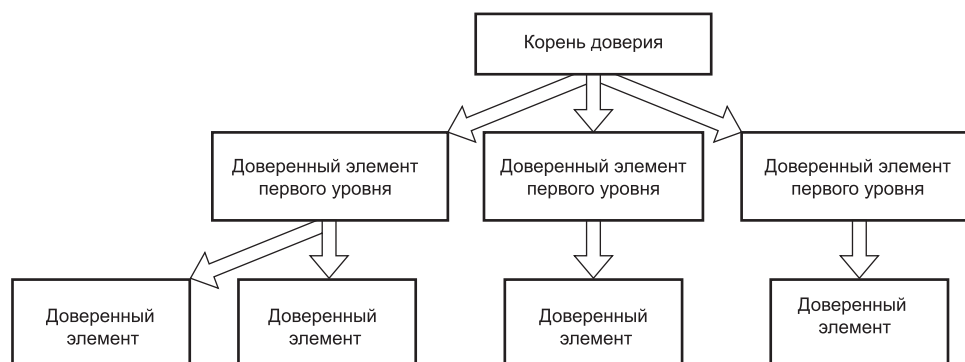 Корень доверия
Доверенный элемент
первого уровня
Доверенный элемент
первого уровня
Доверенный элемент
первого уровня
Доверенный
элемент
Доверенный
элемент
Доверенный
элемент
Доверенный
элемент